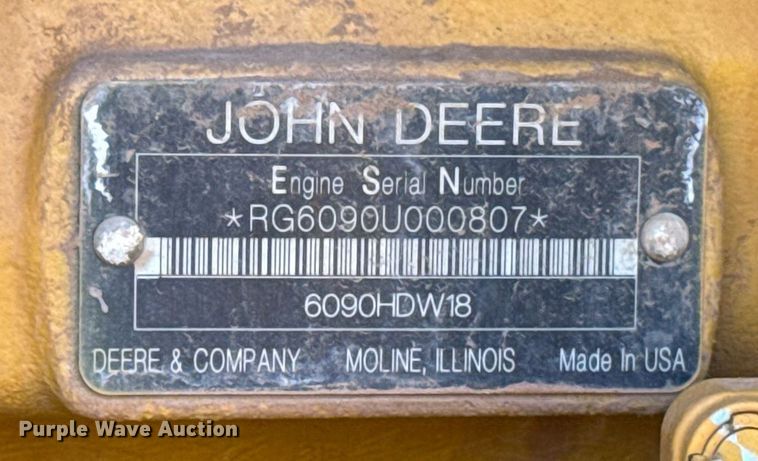 JOHN DEERE
Engine Serial Number
*RG6090U000807*
6090HDW18
DEERE & COMPANY MOLINE, ILLINOIS Made In USA
Purple Wave Auction